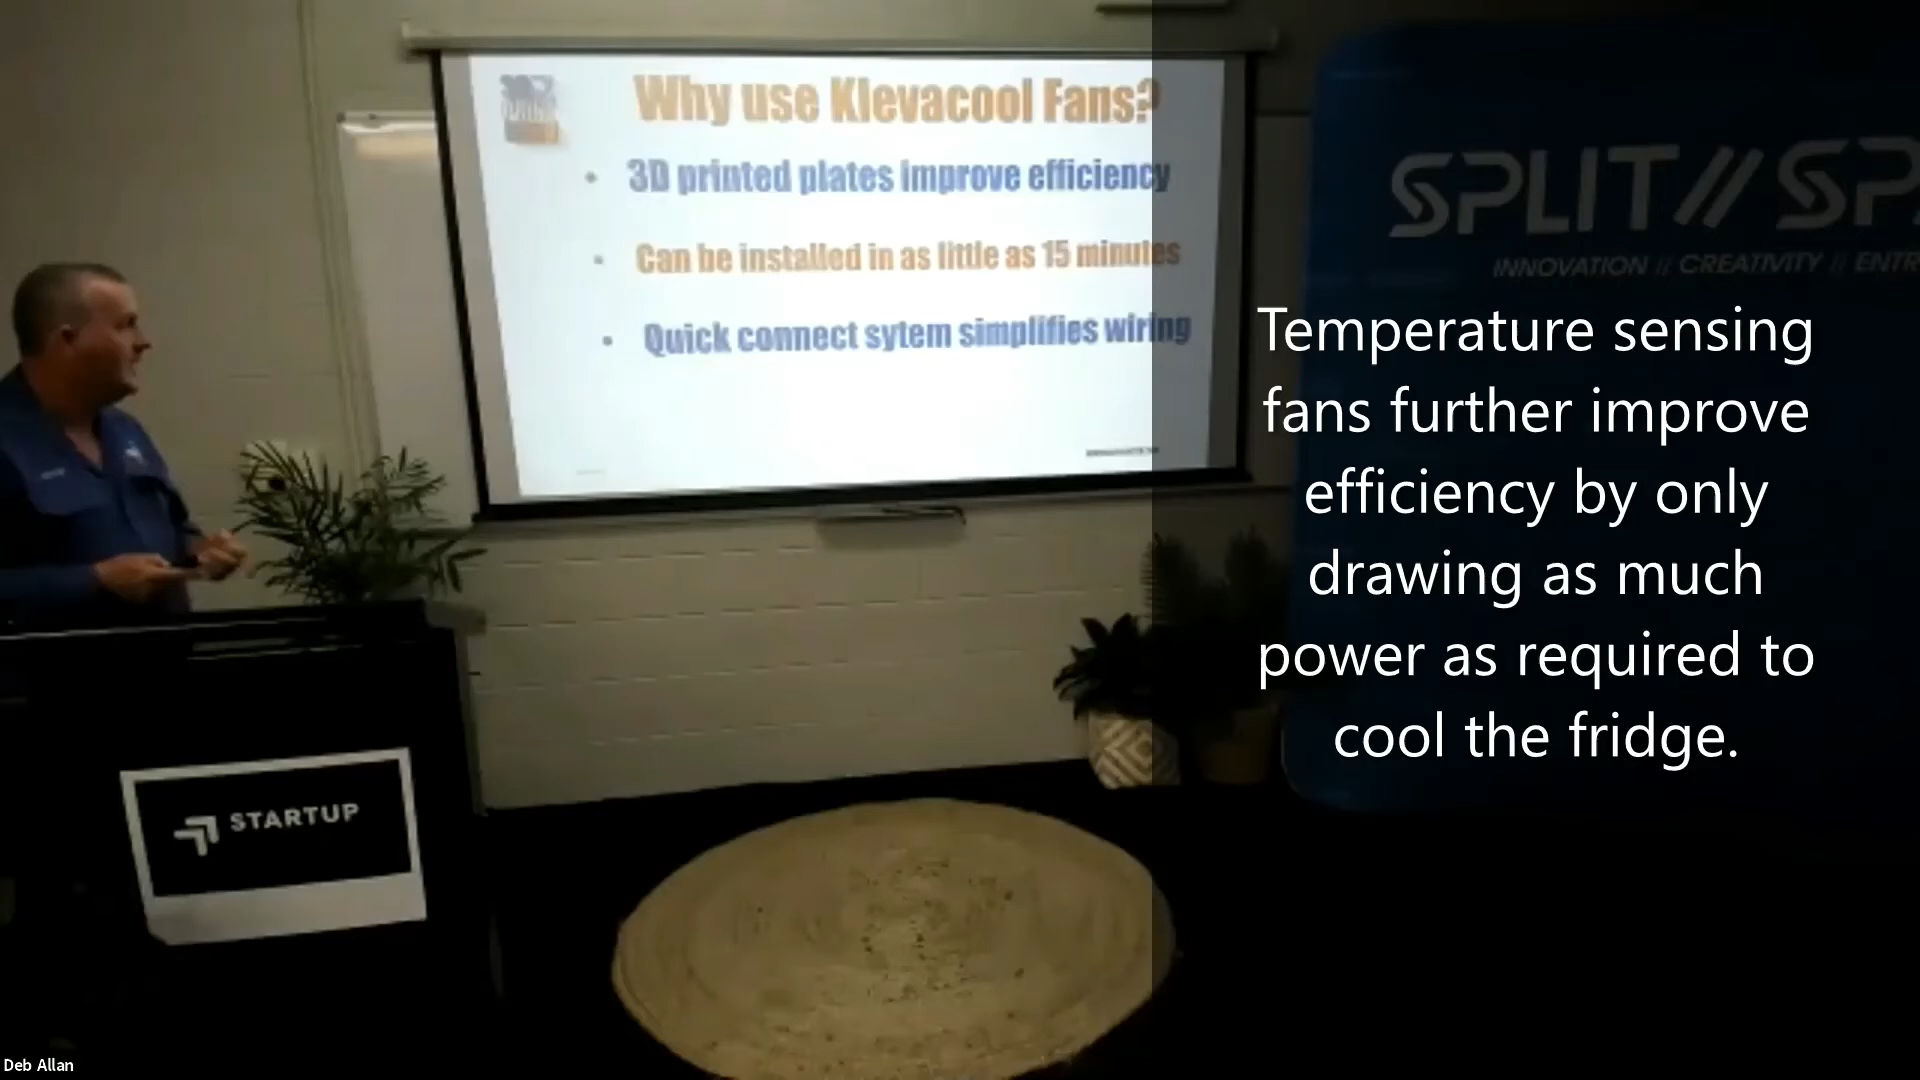 Why use Klevacool Fans?
3D printed plates improve efficiency
Can be installed in as little as 15 minutes
Quick connect sytem simplifies wiring
SPLIT//SP
INNOVATION // CREATIVITY // ENTR
Temperature sensing
fans further improve
efficiency by only
drawing as much
power as required to
cool the fridge.
STARTUP
Deb Allan